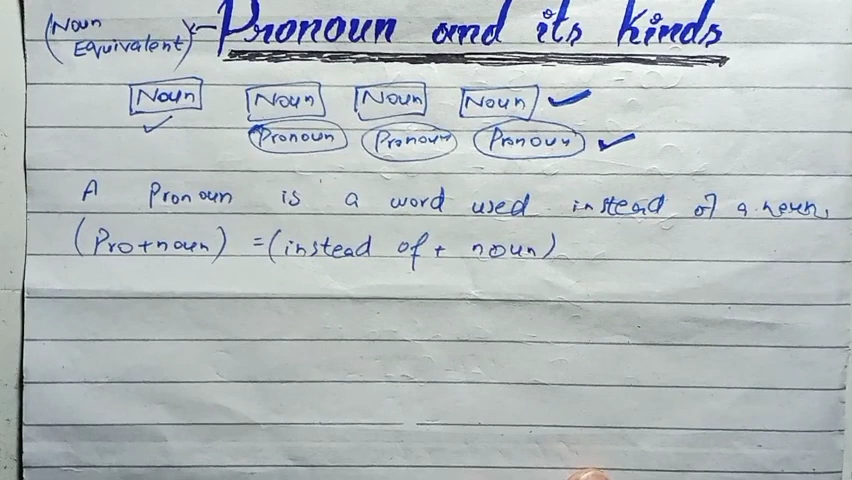 (Noun
Equivalent)
Pronoun and its kinds
Noun Noun Noun Noun
Pronoun Pronoun Pronoun
A Pronoun is a word used instead of a noun.
(Pro+noun) = (instead of + noun)